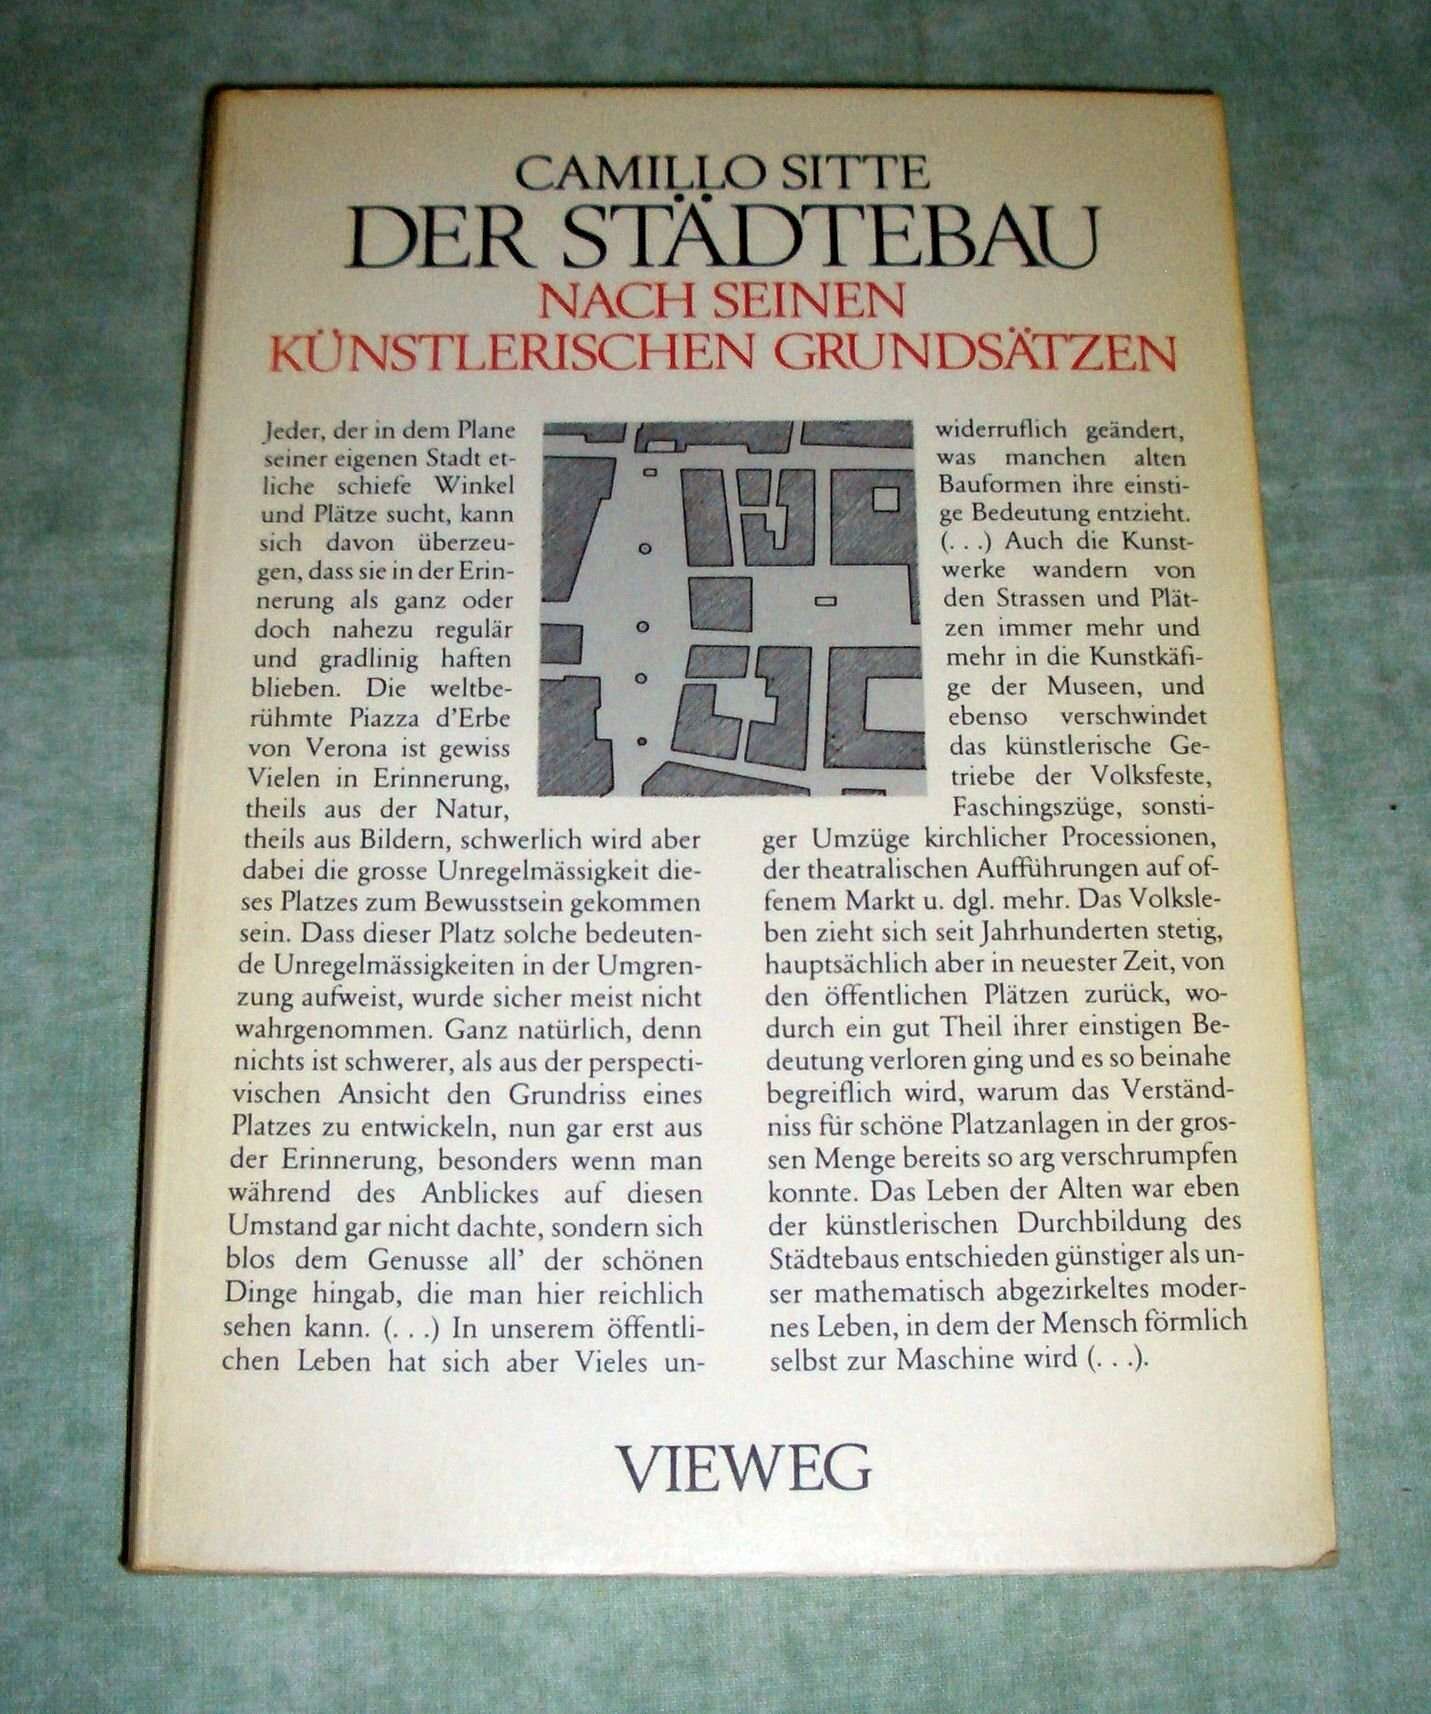 CAMILLO SITTE
DER STÄDTEBAU
NACH SEINEN
KÜNSTLERISCHEN GRUNDSÄTZEN
Jeder, der in dem Plane
seiner eigenen Stadt et-
liche schiefe Winkel
und Plätze sucht, kann
sich davon überzeu-
gen, dass sie in der Erin-
nerung als ganz oder
doch nahezu regulär
und gradlinig haften
blieben. Die weltbe-
rühmte Piazza d'Erbe
von Verona ist gewiss
Vielen in Erinnerung,
theils aus der Natur,
theils aus Bildern, schwerlich wird aber
dabei die grosse Unregelmässigkeit die-
ses Platzes zum Bewusstsein gekommen
sein. Dass dieser Platz solche bedeuten-
de Unregelmässigkeiten in der Umgren-
zung aufweist, wurde sicher meist nicht
wahrgenommen. Ganz natürlich, denn
nichts ist schwerer, als aus der perspecti-
vischen Ansicht den Grundriss eines
Platzes zu entwickeln, nun gar erst aus
der Erinnerung, besonders wenn man
während des Anblickes auf diesen
Umstand gar nicht dachte, sondern sich
blos dem Genusse all' der schönen
Dinge hingab, die man hier reichlich
sehen kann. (. . .) In unserem öffentli-
chen Leben hat sich aber Vieles un-
widerruflich geändert,
was manchen alten
Bauformen ihre einsti-
ge Bedeutung entzieht.
(. . .) Auch die Kunst-
werke wandern von
den Strassen und Plät-
zen immer mehr und
mehr in die Kunstkäfi-
ge der Museen, und
ebenso verschwindet
das künstlerische Ge-
triebe der Volksfeste,
Faschingszüge, sonsti-
ger Umzüge kirchlicher Processionen,
der theatralischen Aufführungen auf of-
fenem Markt u. dgl. mehr. Das Volksle-
ben zieht sich seit Jahrhunderten stetig,
hauptsächlich aber in neuester Zeit, von
den öffentlichen Plätzen zurück, wo-
durch ein gut Theil ihrer einstigen Be-
deutung verloren ging und es so beinahe
begreiflich wird, warum das Verständ-
niss für schöne Platzanlagen in der gros-
sen Menge bereits so arg verschrumpfen
konnte. Das Leben der Alten war eben
der künstlerischen Durchbildung des
Städtebaus entschieden günstiger als un-
ser mathematisch abgezirkeltes moder-
nes Leben, in dem der Mensch förmlich
selbst zur Maschine wird (. . .).
VIEWEG